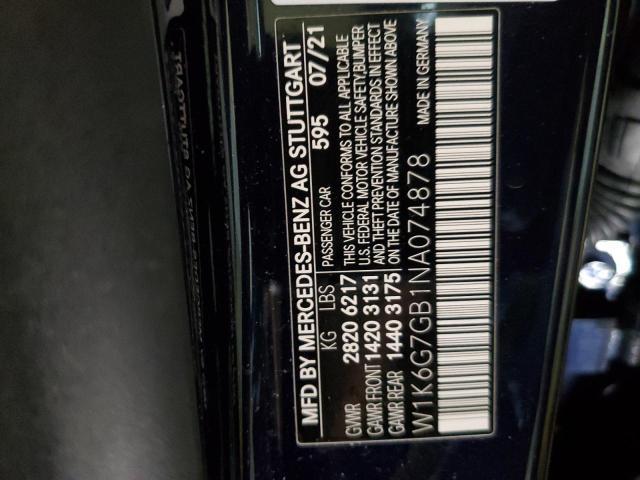 MFD BY MERCEDES-BENZ AG STUTTGART
KG LBS 595 07/21
PASSENGER CAR
GVWR 2820 6217 THIS VEHICLE CONFORMS TO ALL APPLICABLE
U.S. FEDERAL MOTOR VEHICLE SAFETY,BUMPER
GAWR FRONT 1420 3131 AND THEFT PREVENTION STANDARDS IN EFFECT
GAWR REAR 1440 3175 ON THE DATE OF MANUFACTURE SHOWN ABOVE
MADE IN GERMANY
W1K6G7GB1NA074878